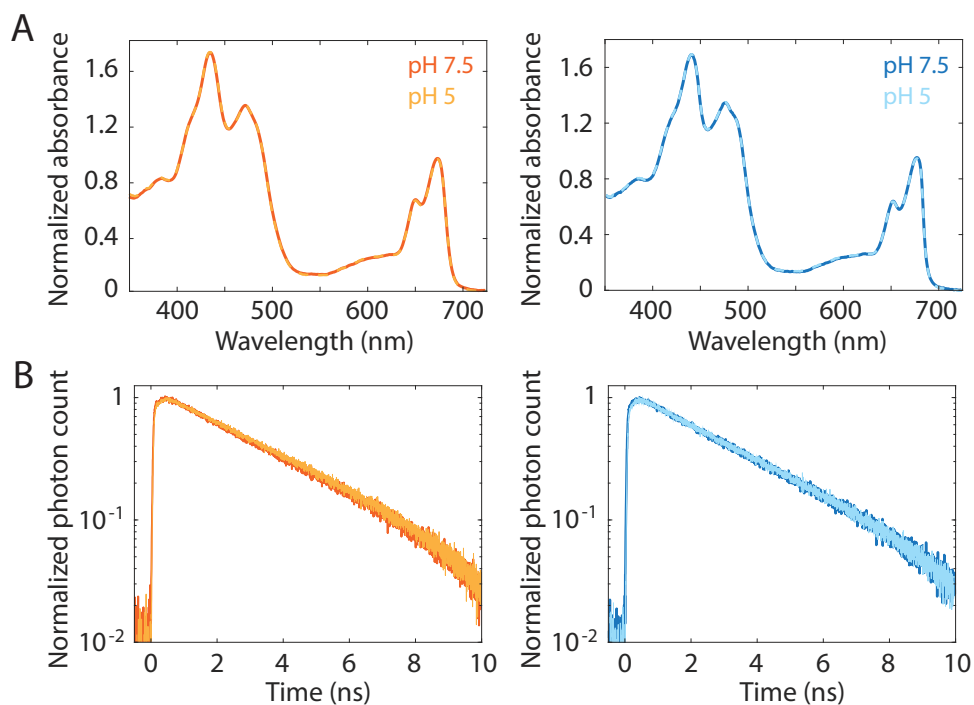 A
Normalized absorbance
1.6
1.2
0.8
0.4
0
pH 7.5
pH 5
400
500
600
700
Wavelength (nm)
Normalized absorbance
1.6
1.2
0.8
0.4
0
pH 7.5
pH 5
400
500
600
700
Wavelength (nm)
B
Normalized photon count
1
10⁻¹
10⁻²
0
2
4
6
8
10
Time (ns)
Normalized photon count
1
10⁻¹
10⁻²
0
2
4
6
8
10
Time (ns)